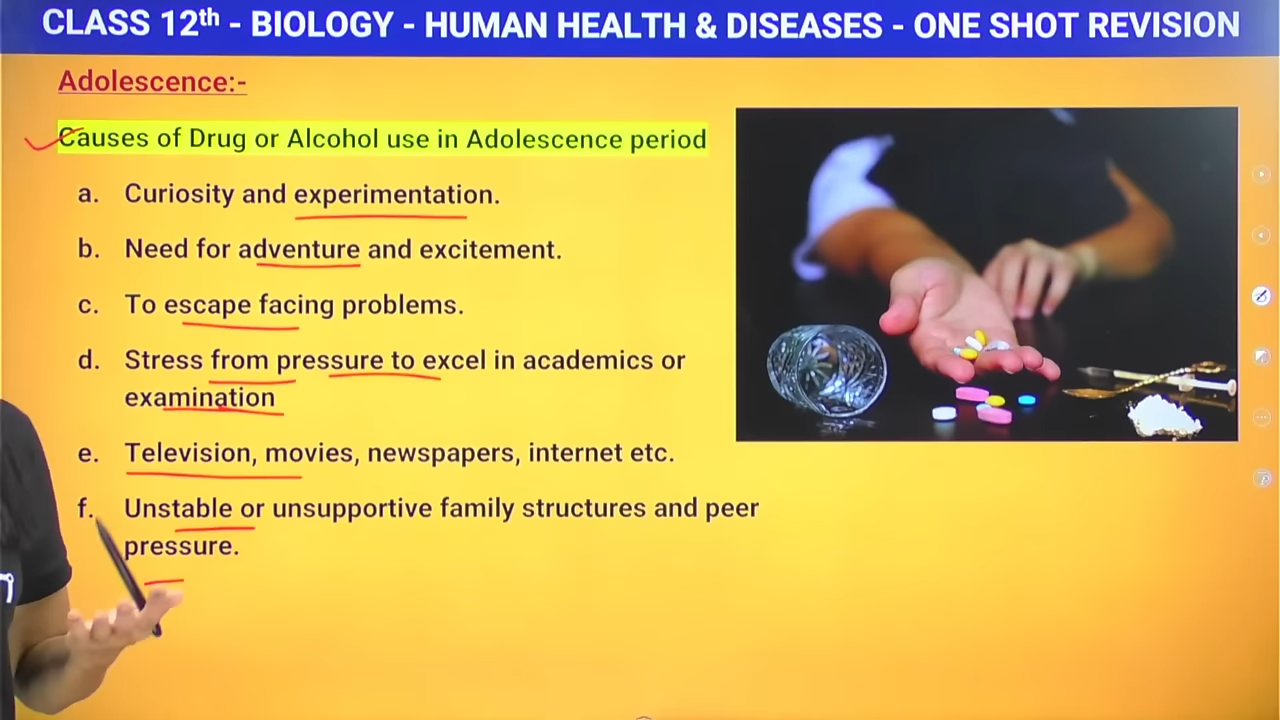 CLASS 12th - BIOLOGY - HUMAN HEALTH & DISEASES - ONE SHOT REVISION
Adolescence:-
Causes of Drug or Alcohol use in Adolescence period
a. Curiosity and experimentation.
b. Need for adventure and excitement.
c. To escape facing problems.
d. Stress from pressure to excel in academics or
examination
e. Television, movies, newspapers, internet etc.
f. Unstable or unsupportive family structures and peer
pressure.